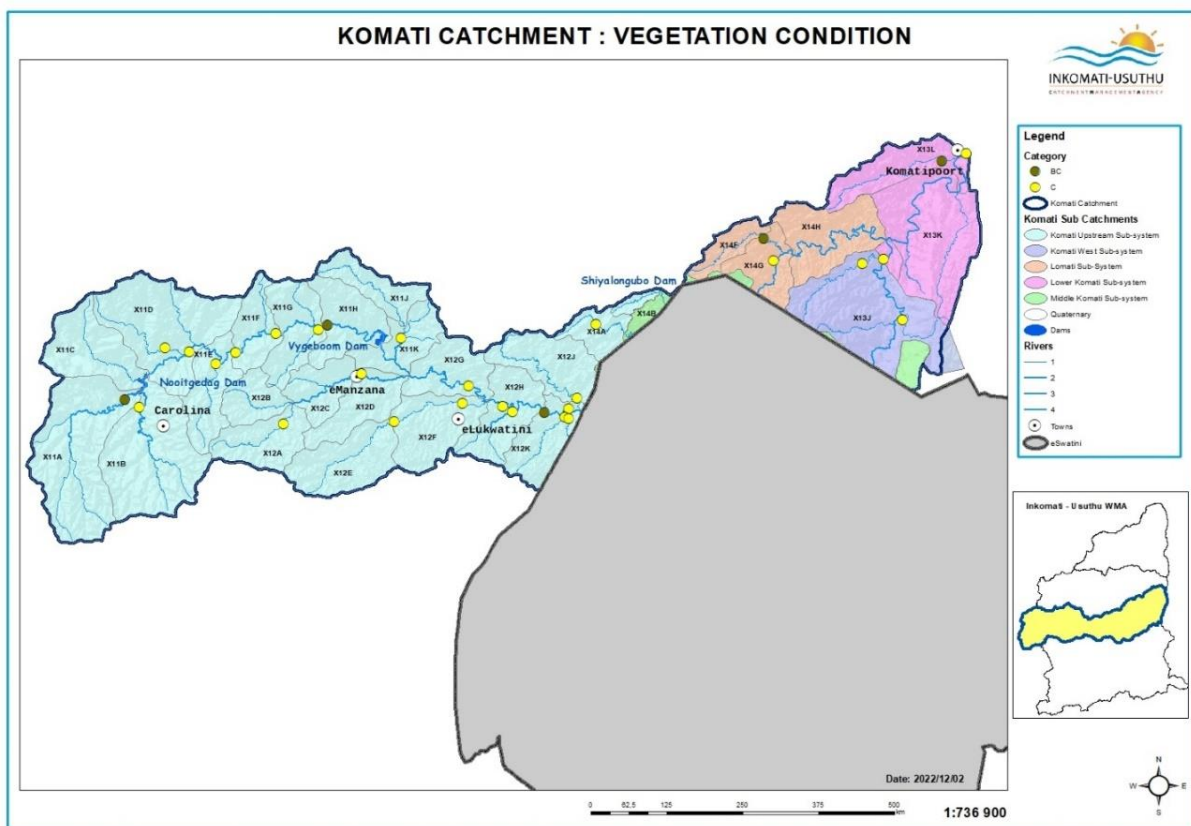 KOMATI CATCHMENT : VEGETATION CONDITION
INKOMATI-USUTHU
CATCHMENT MANAGEMENT AGENCY
Legend
Category
BC
C
Komati Catchment
Komati Sub Catchments
Komati Upstream Sub-system
Komati West Sub-system
Lomati Sub-System
Lower Komati Sub-system
Middle Komati Sub-system
Quaternary
Dams
Rivers
1
2
3
4
Towns
eSwatini
X13L
Komatipoort
X14H
X14F
X13K
X14G
Shiyalongubo Dam
X11J
X11D
X11G
X11H
X14B
X13J
X11F
X14A
X11C
X11E
Vygeboom Dam
X11K
X12G
X12J
Nooitgedag Dam
eManzana
X12H
X12B
Carolina
X12C
X12D
eLukwatini
X12F
X11A
X11B
X12A
X12K
X12E
Inkomati - Usuthu WMA
Date: 2022/12/02
0 62,5 125 250 375 500
km
1:736 900
N
W E
S